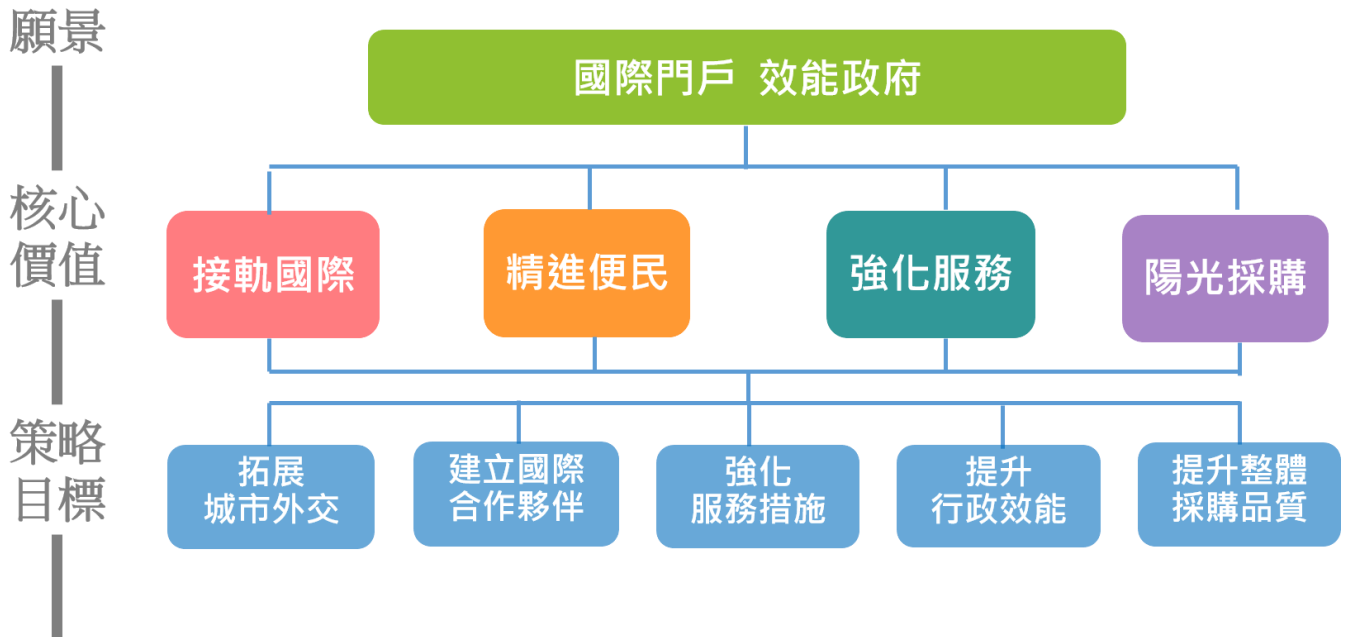 願景
國際門戶 效能政府
核心
價值
接軌國際
精進便民
強化服務
陽光採購
策略
目標
拓展
城市外交
建立國際
合作夥伴
強化
服務措施
提升
行政效能
提升整體
採購品質